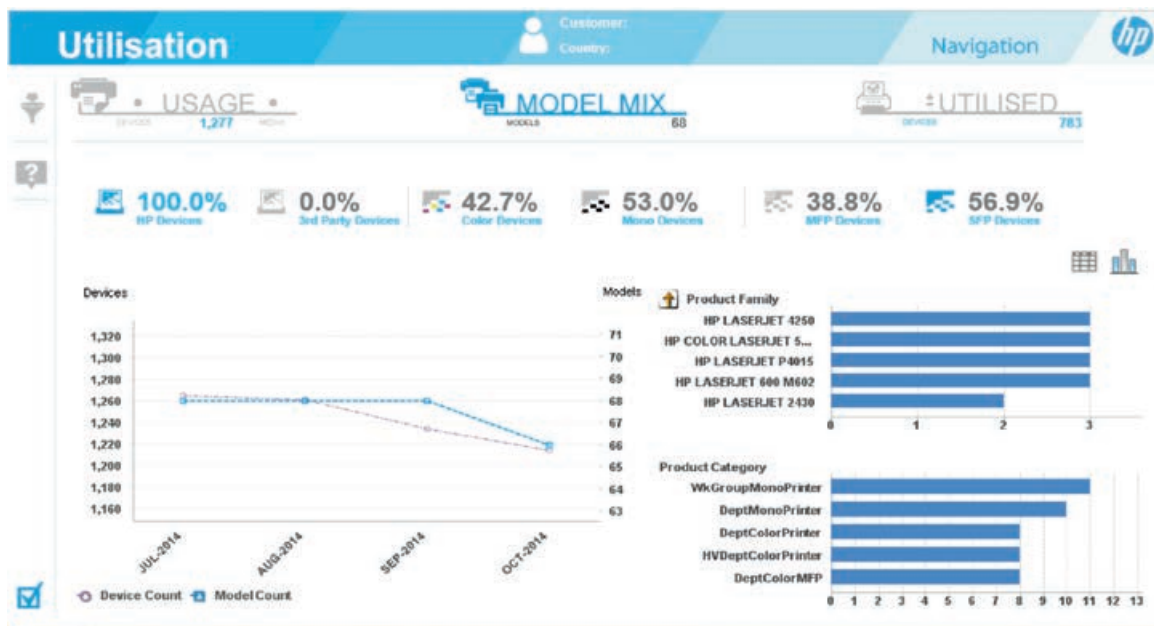 Utilisation
Customer:
Country:
Navigation
hp
• USAGE •
DEVICES 1,277 MEDIA
MODEL MIX
MODELS 68
±UTILISED
DEVICES 783
?
100.0%
HP Devices
0.0%
3rd Party Devices
42.7%
Color Devices
53.0%
Mono Devices
38.8%
MFP Devices
56.9%
SFP Devices
Devices
Models
1,320
1,300
1,280
1,260
1,240
1,220
1,200
1,180
1,160
71
70
69
68
67
66
65
64
63
JUL-2014
AUG-2014
SEP-2014
OCT-2014
Device Count Model Count
Product Family
HP LASERJET 4250
HP COLOR LASERJET 5...
HP LASERJET P4015
HP LASERJET 600 M602
HP LASERJET 2430
0 1 2 3
Product Category
WkGroupMonoPrinter
DeptMonoPrinter
DeptColorPrinter
HVDeptColorPrinter
DeptColorMFP
0 1 2 3 4 5 6 7 8 9 10 11 12 13